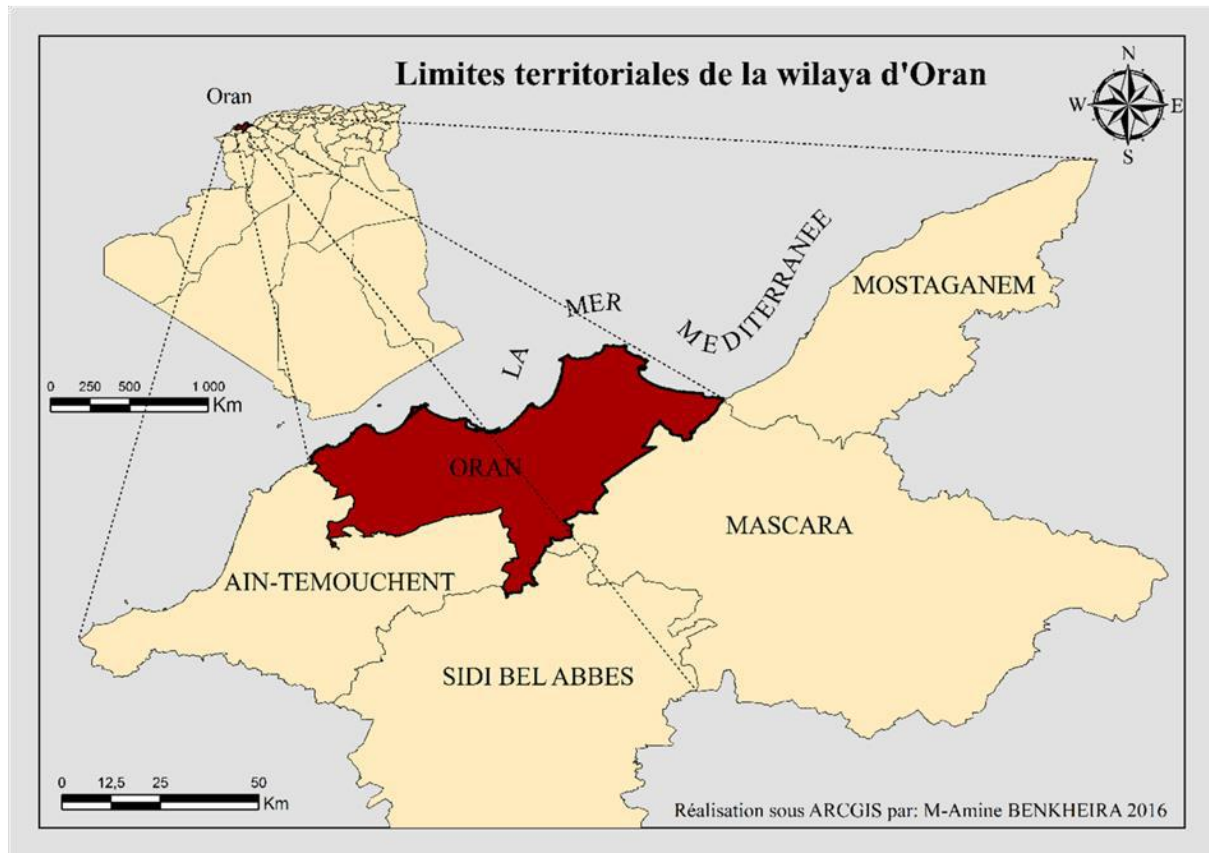 Limites territoriales de la wilaya d'Oran
N
W E
S
Oran
MOSTAGANEM
LA MER MEDITERRANEE
0 250 500 1 000
Km
ORAN
MASCARA
AIN-TEMOUCHENT
SIDI BEL ABBES
0 12,5 25 50
Km
Réalisation sous ARCGIS par: M-Amine BENKHEIRA 2016